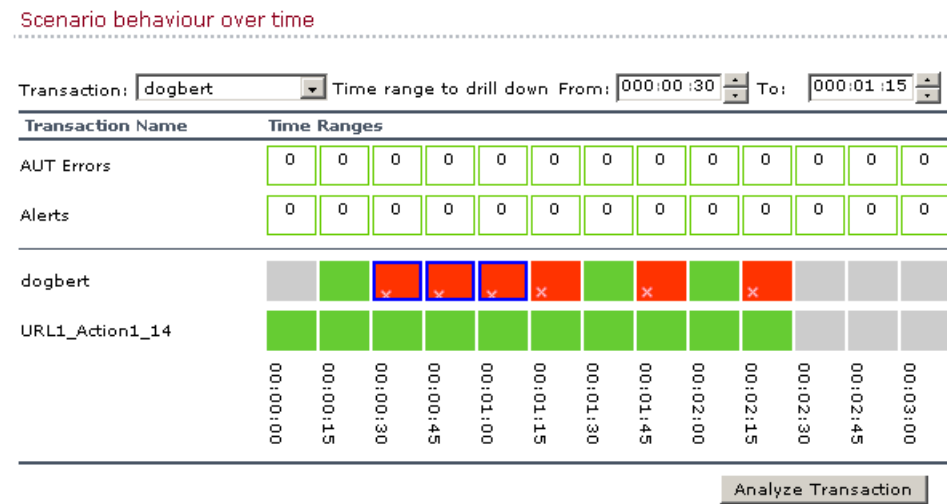 Scenario behaviour over time
Transaction: dogbert Time range to drill down From: 000:00 :30 To: 000:01 :15
Transaction Name Time Ranges
AUT Errors 0 0 0 0 0 0 0 0 0 0 0 0 0
Alerts 0 0 0 0 0 0 0 0 0 0 0 0 0
dogbert
URL1_Action1_14
00:00:00 00:00:15 00:00:30 00:00:45 00:01:00 00:01:15 00:01:30 00:01:45 00:02:00 00:02:15 00:02:30 00:02:45 00:03:00
Analyze Transaction